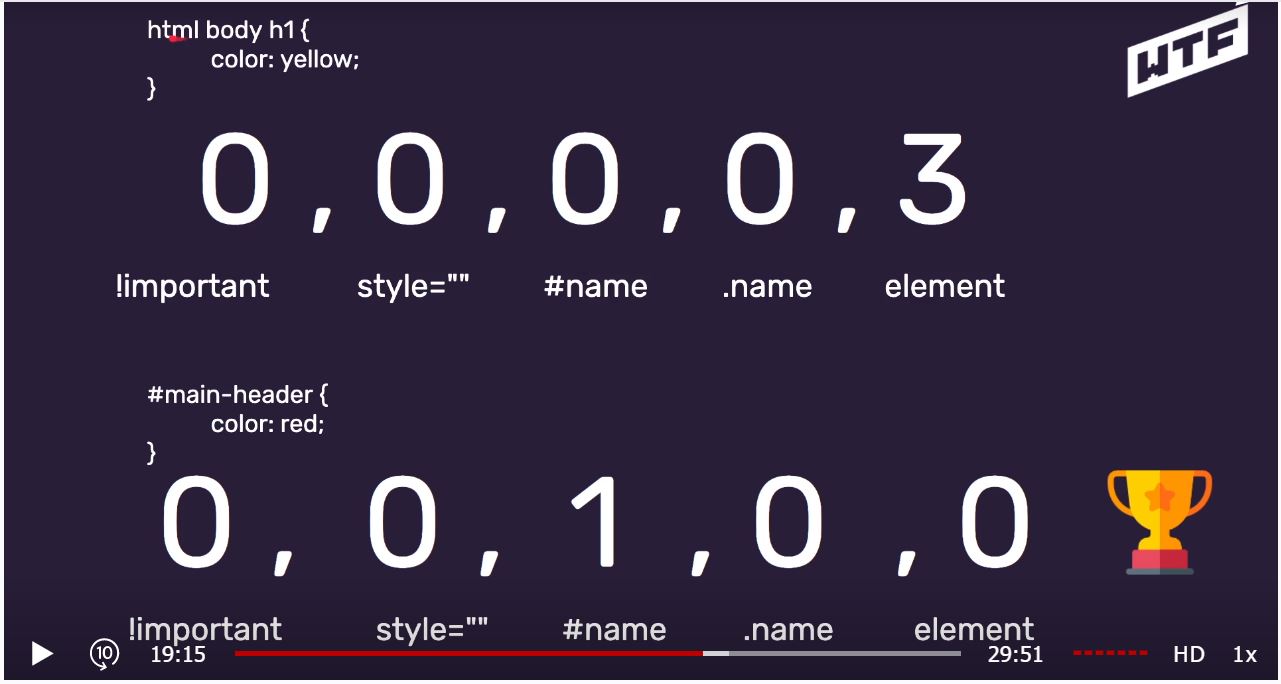 html body h1 {
color: yellow;
}
WTF
0 , 0 , 0 , 0 , 3
!important style="" #name .name element
#main-header {
color: red;
}
0 , 0 , 1 , 0 , 0
!important style="" #name .name element
10 19:15 29:51 HD 1x